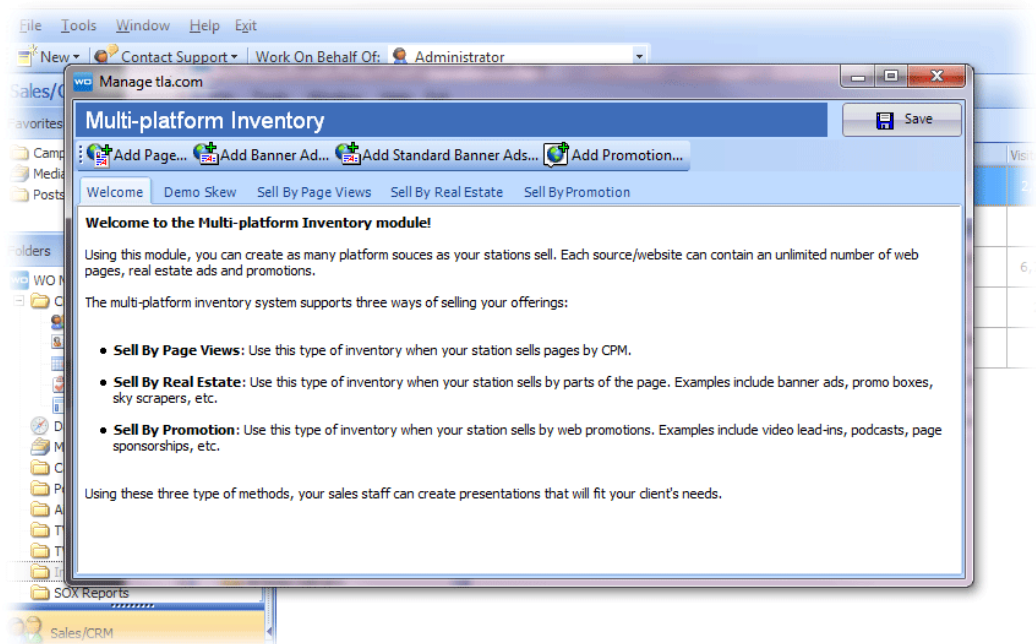 File Tools Window Help Exit
New Contact Support Work On Behalf Of: Administrator
Sales/
wo Manage tla.com
Multi-platform Inventory
Save
Favorites
Add Page... Add Banner Ad... Add Standard Banner Ads... Add Promotion...
Welcome Demo Skew Sell By Page Views Sell By Real Estate Sell By Promotion
Posts
Welcome to the Multi-platform Inventory module!
Using this module, you can create as many platform souces as your stations sell. Each source/website can contain an unlimited number of web
pages, real estate ads and promotions.
The multi-platform inventory system supports three ways of selling your offerings:
• Sell By Page Views: Use this type of inventory when your station sells pages by CPM.
• Sell By Real Estate: Use this type of inventory when your station sells by parts of the page. Examples include banner ads, promo boxes,
sky scrapers, etc.
• Sell By Promotion: Use this type of inventory when your station sells by web promotions. Examples include video lead-ins, podcasts, page
sponsorships, etc.
Using these three type of methods, your sales staff can create presentations that will fit your client's needs.
Folders
WO
SOX Reports
Sales/CRM